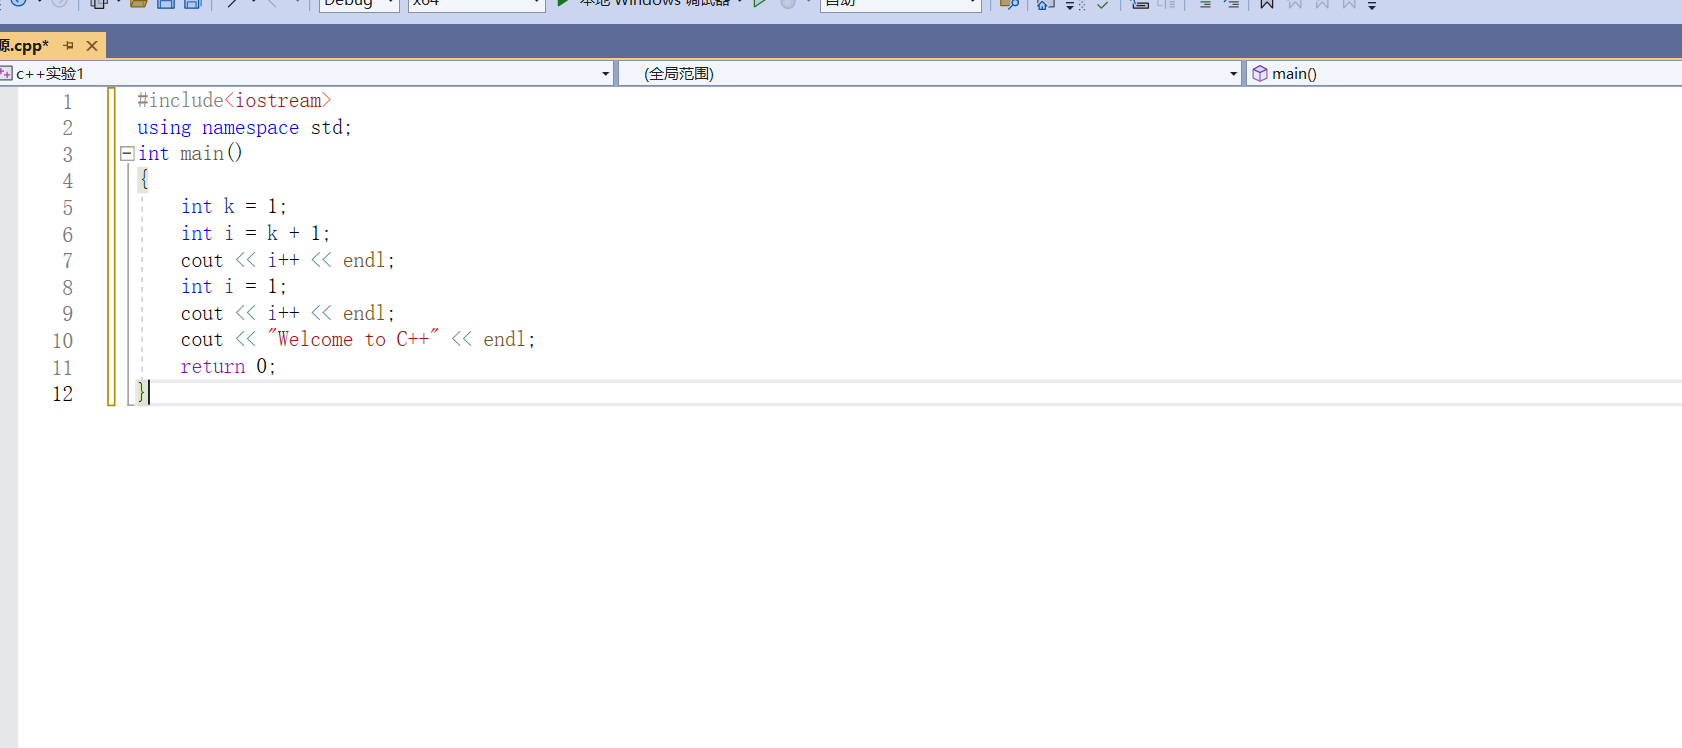 Debug x64 本地 Windows 调试器 自动
源.cpp*
c++实验1 (全局范围) main()
1 #include<iostream>
2 using namespace std;
3 int main()
4 {
5 int k = 1;
6 int i = k + 1;
7 cout << i++ << endl;
8 int i = 1;
9 cout << i++ << endl;
10 cout << "Welcome to C++" << endl;
11 return 0;
12 }